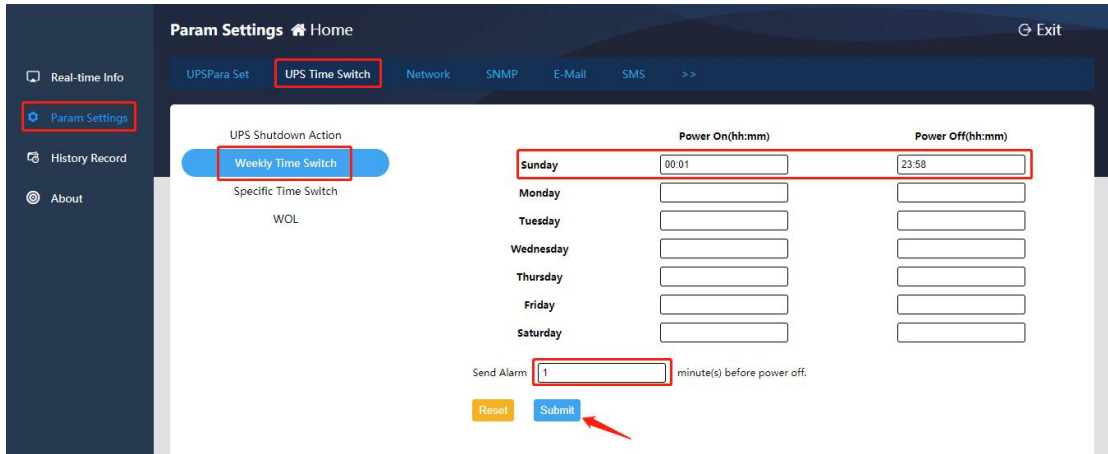 Param Settings Home Exit
Real-time Info
Param Settings
History Record
About
UPSPara Set UPS Time Switch Network SNMP E-Mail SMS >>
UPS Shutdown Action
Weekly Time Switch
Specific Time Switch
WOL
Power On(hh:mm) Power Off(hh:mm)
Sunday 00:01 23:58
Monday
Tuesday
Wednesday
Thursday
Friday
Saturday
Send Alarm 1 minute(s) before power off.
Reset Submit